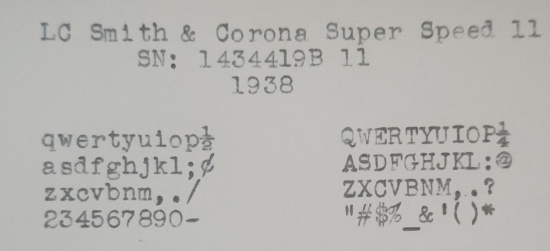 LC Smith & Corona Super Speed 11
SN: 1434419B 11
1938
qwertyuiop½
QWERTYUIOP¼
asdfghjkl;¢
ASDFGHJKL:@
zxcvbnm,./
ZXCVBNM,.?
234567890-
"#$%_&'()*